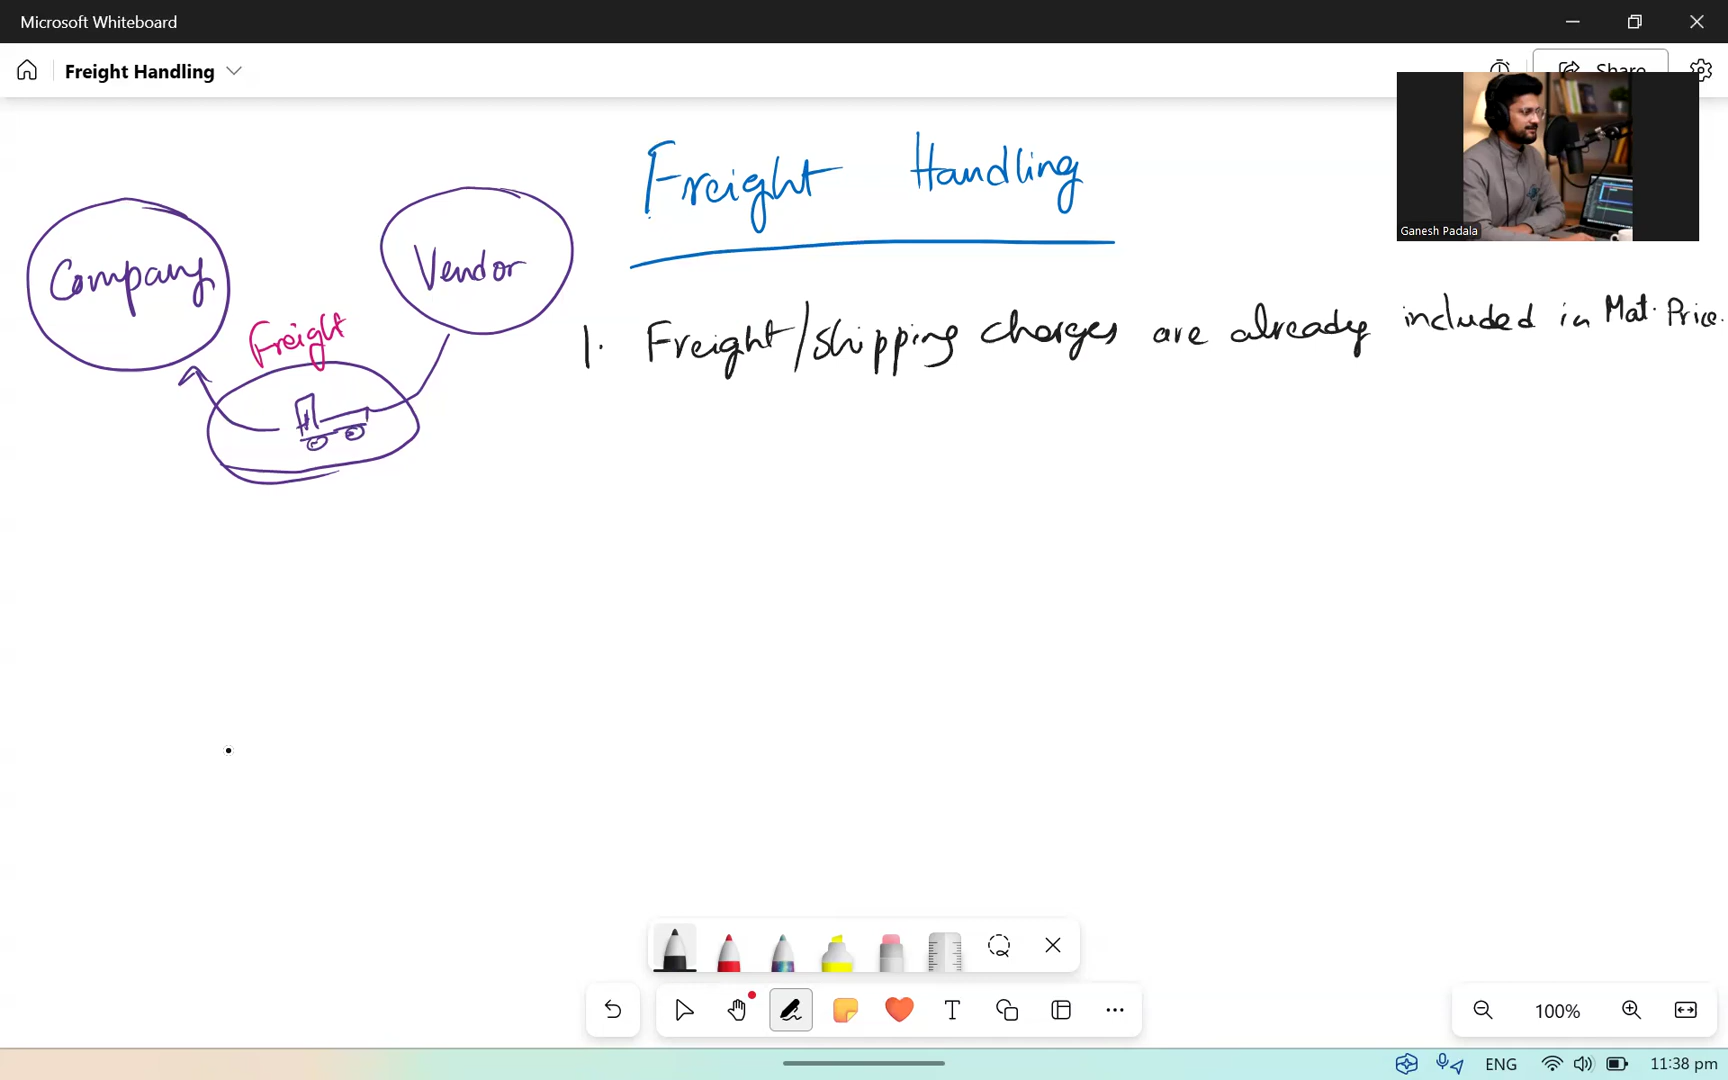 Microsoft Whiteboard
Freight Handling
Share
Ganesh Padala
Freight Handling
Company
Vendor
Freight
1. Freight/shipping charges are already included in Mat. Price.
100%
ENG
11:38 pm